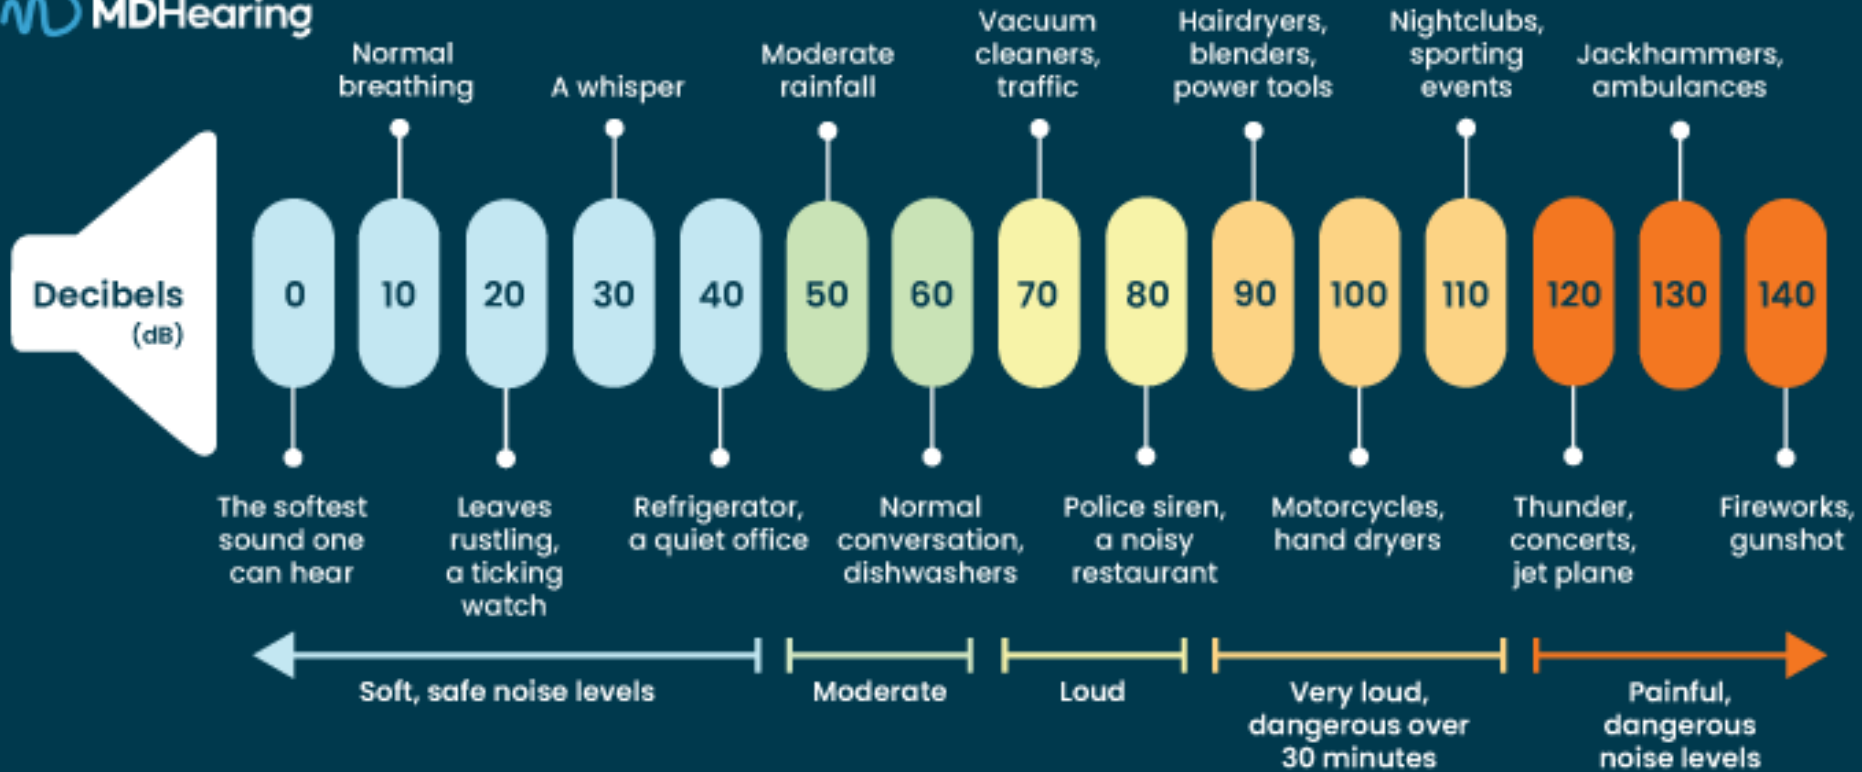 MDHearing
Normal
breathing
A whisper
Moderate
rainfall
Vacuum
cleaners,
traffic
Hairdryers,
blenders,
power tools
Nightclubs,
sporting
events
Jackhammers,
ambulances
Decibels
(dB)
0
10
20
30
40
50
60
70
80
90
100
110
120
130
140
The softest
sound one
can hear
Leaves
rustling,
a ticking
watch
Refrigerator,
a quiet office
Normal
conversation,
dishwashers
Police siren,
a noisy
restaurant
Motorcycles,
hand dryers
Thunder,
concerts,
jet plane
Fireworks,
gunshot
Soft, safe noise levels
Moderate
Loud
Very loud,
dangerous over
30 minutes
Painful,
dangerous
noise levels